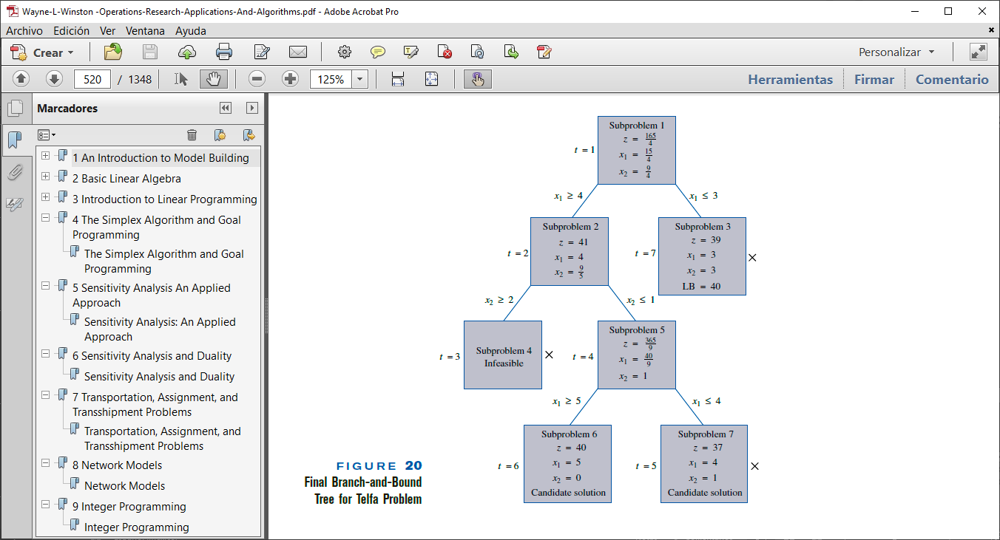 Wayne-L-Winston -Operations-Research-Applications-And-Algorithms.pdf - Adobe Acrobat Pro
Archivo Edición Ver Ventana Ayuda
Crear
Personalizar
520 / 1348
125%
Herramientas Firmar Comentario
Marcadores
1 An Introduction to Model Building
2 Basic Linear Algebra
3 Introduction to Linear Programming
4 The Simplex Algorithm and Goal
Programming
The Simplex Algorithm and Goal
Programming
5 Sensitivity Analysis An Applied
Approach
Sensitivity Analysis: An Applied
Approach
6 Sensitivity Analysis and Duality
Sensitivity Analysis and Duality
7 Transportation, Assignment, and
Transshipment Problems
Transportation, Assignment, and
Transshipment Problems
8 Network Models
Network Models
9 Integer Programming
Integer Programming
t = 1
Subproblem 1
z = 165/4
x₁ = 15/4
x₂ = 9/4
x₁ ≥ 4
x₁ ≤ 3
t = 2
Subproblem 2
z = 41
x₁ = 4
x₂ = 9/5
t = 7
Subproblem 3
z = 39
x₁ = 3
x₂ = 3
LB = 40
×
x₂ ≥ 2
x₂ ≤ 1
t = 3
Subproblem 4
Infeasible
×
t = 4
Subproblem 5
z = 365/9
x₁ = 40/9
x₂ = 1
x₁ ≥ 5
x₁ ≤ 4
t = 6
Subproblem 6
z = 40
x₁ = 5
x₂ = 0
Candidate solution
t = 5
Subproblem 7
z = 37
x₁ = 4
x₂ = 1
Candidate solution
×
FIGURE 20
Final Branch-and-Bound
Tree for Telfa Problem